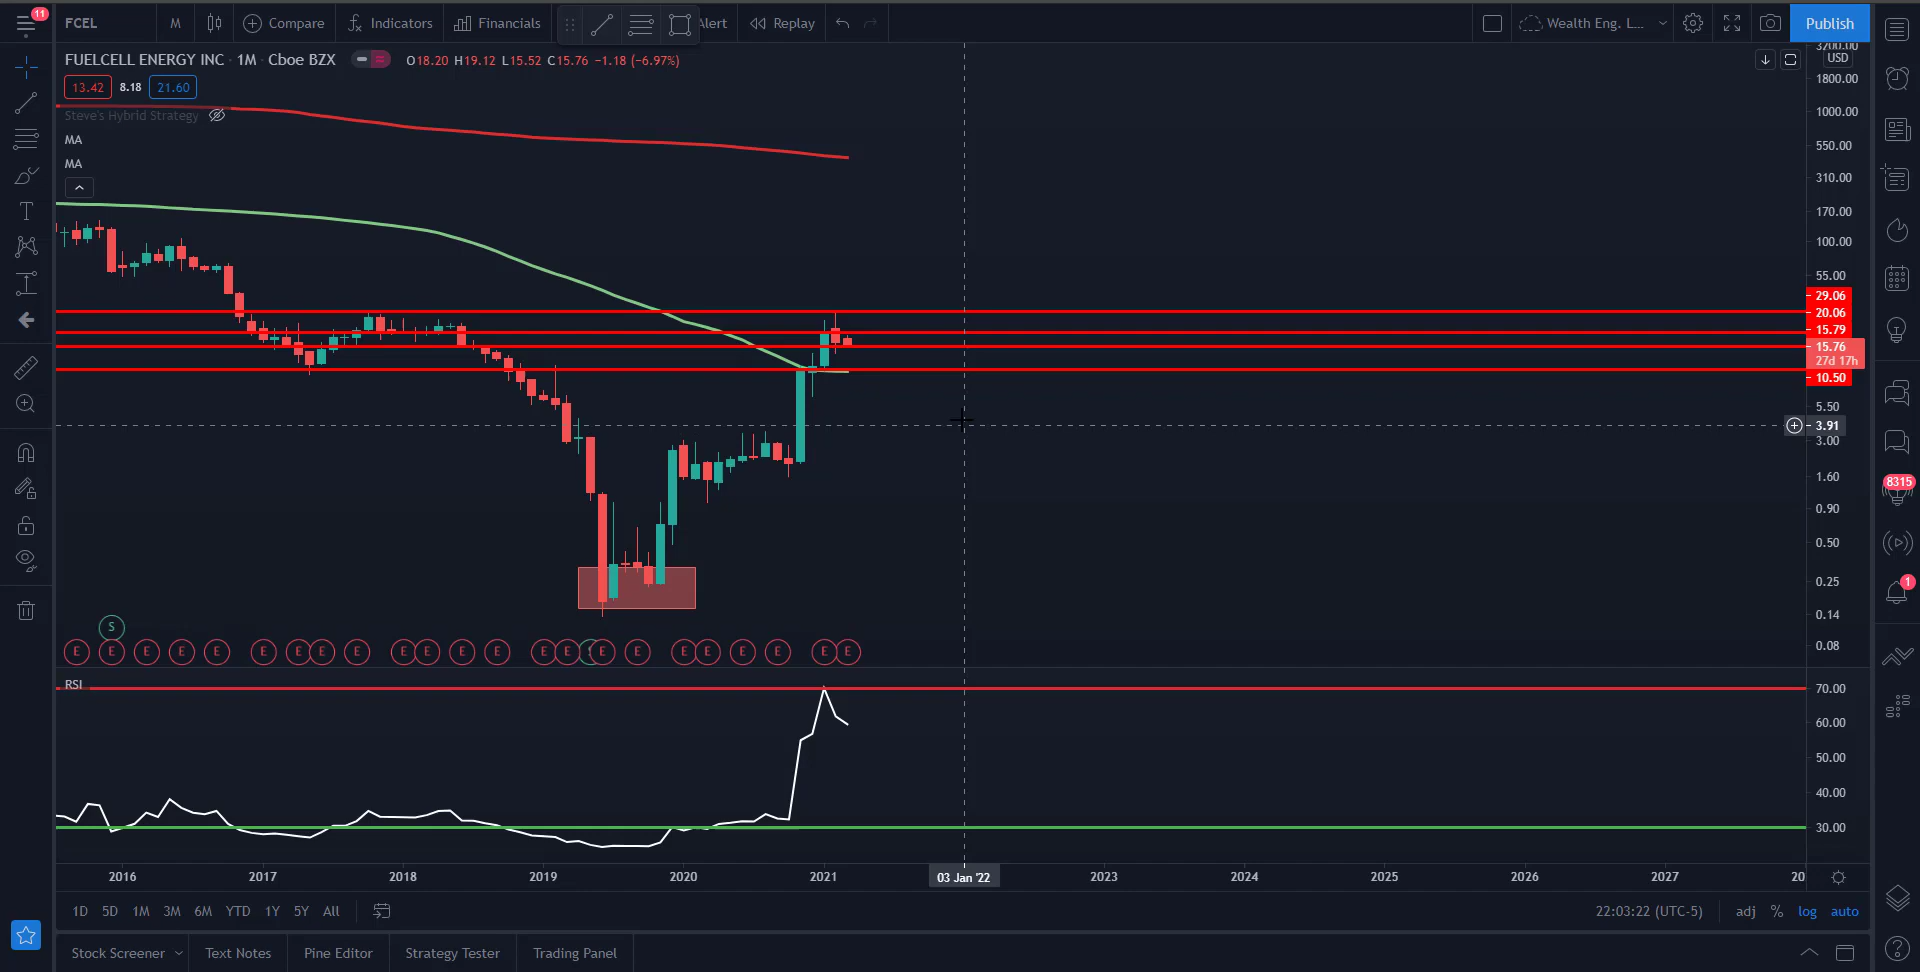 11
FCEL
M
Compare
Indicators
Financials
Alert
Replay
Wealth Eng. L...
Publish
FUELCELL ENERGY INC · 1M · Cboe BZX
O18.20 H19.12 L15.52 C15.76 −1.18 (−6.97%)
13.42 8.18 21.60
Steve's Hybrid Strategy
MA
MA
3200.00
USD
1800.00
1000.00
550.00
310.00
170.00
100.00
55.00
29.06
20.06
15.79
15.76
27d 17h
10.50
5.50
3.91
3.00
1.60
0.90
0.50
0.25
0.14
0.08
8315
1
S
E E E E E E E E E E E E E E E E E E E E E E E
RSI
70.00
60.00
50.00
40.00
30.00
2016 2017 2018 2019 2020 2021 03 Jan '22 2023 2024 2025 2026 2027 20
1D 5D 1M 3M 6M YTD 1Y 5Y All
22:03:22 (UTC-5) adj % log auto
Stock Screener Text Notes Pine Editor Strategy Tester Trading Panel